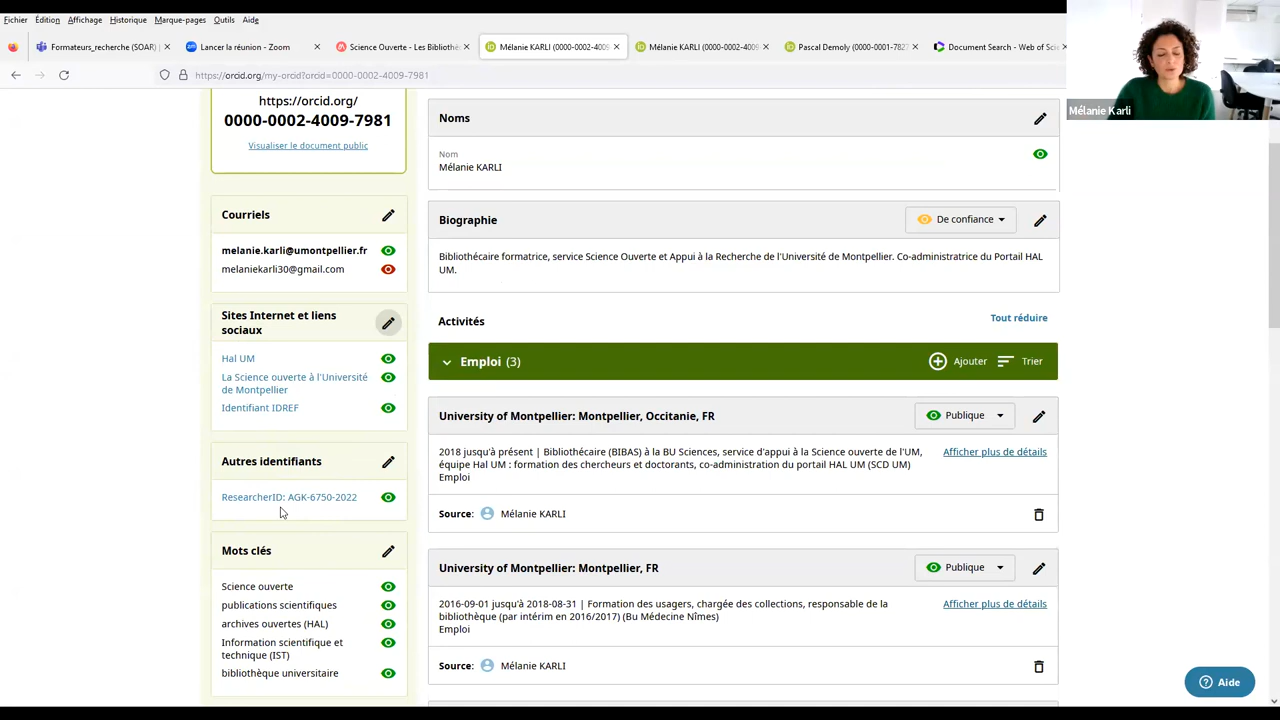 Fichier Édition Affichage Historique Marque-pages Outils Aide
Formateurs_recherche (SOAR) |
Lancer la réunion - Zoom
Science Ouverte - Les Bibliothè
Mélanie KARLI (0000-0002-4009
Mélanie KARLI (0000-0002-4009
Pascal Demoly (0000-0001-7827
Document Search - Web of Scie
https://orcid.org/my-orcid?orcid=0000-0002-4009-7981
Mélanie Karli
https://orcid.org/
0000-0002-4009-7981
Visualiser le document public
Courriels
melanie.karli@umontpellier.fr
melaniekarli30@gmail.com
Sites Internet et liens
sociaux
Hal UM
La Science ouverte à l'Université
de Montpellier
Identifiant IDREF
Autres identifiants
ResearcherID: AGK-6750-2022
Mots clés
Science ouverte
publications scientifiques
archives ouvertes (HAL)
Information scientifique et
technique (IST)
bibliothèque universitaire
Noms
Nom
Mélanie KARLI
Biographie
De confiance
Bibliothécaire formatrice, service Science Ouverte et Appui à la Recherche de l'Université de Montpellier. Co-administratrice du Portail HAL
UM.
Activités
Tout réduire
Emploi (3)
Ajouter
Trier
University of Montpellier: Montpellier, Occitanie, FR
Publique
2018 jusqu'à présent | Bibliothécaire (BIBAS) à la BU Sciences, service d'appui à la Science ouverte de l'UM,
équipe Hal UM : formation des chercheurs et doctorants, co-administration du portail HAL UM (SCD UM)
Emploi
Afficher plus de détails
Source: Mélanie KARLI
University of Montpellier: Montpellier, FR
Publique
2016-09-01 jusqu'à 2018-08-31 | Formation des usagers, chargée des collections, responsable de la
bibliothèque (par intérim en 2016/2017) (Bu Médecine Nîmes)
Emploi
Afficher plus de détails
Source: Mélanie KARLI
Aide